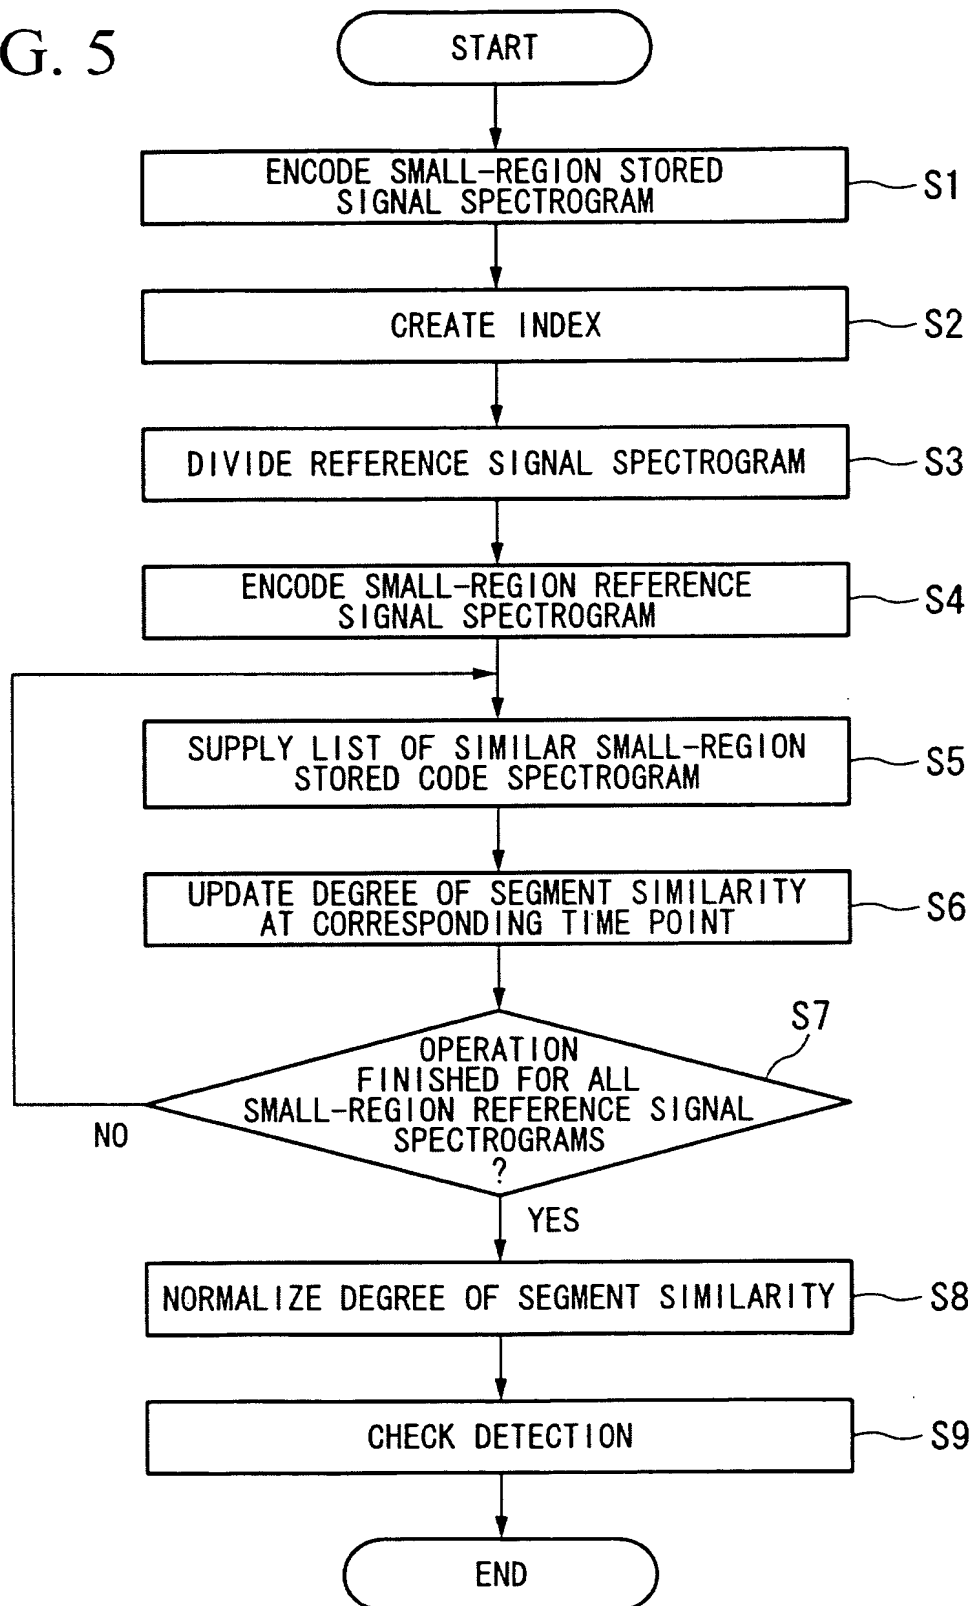 G. 5
START
ENCODE SMALL-REGION STORED
SIGNAL SPECTROGRAM
S1
CREATE INDEX
S2
DIVIDE REFERENCE SIGNAL SPECTROGRAM
S3
ENCODE SMALL-REGION REFERENCE
SIGNAL SPECTROGRAM
S4
SUPPLY LIST OF SIMILAR SMALL-REGION
STORED CODE SPECTROGRAM
S5
UPDATE DEGREE OF SEGMENT SIMILARITY
AT CORRESPONDING TIME POINT
S6
S7
OPERATION
FINISHED FOR ALL
SMALL-REGION REFERENCE SIGNAL
SPECTROGRAMS
?
NO
YES
NORMALIZE DEGREE OF SEGMENT SIMILARITY
S8
CHECK DETECTION
S9
END